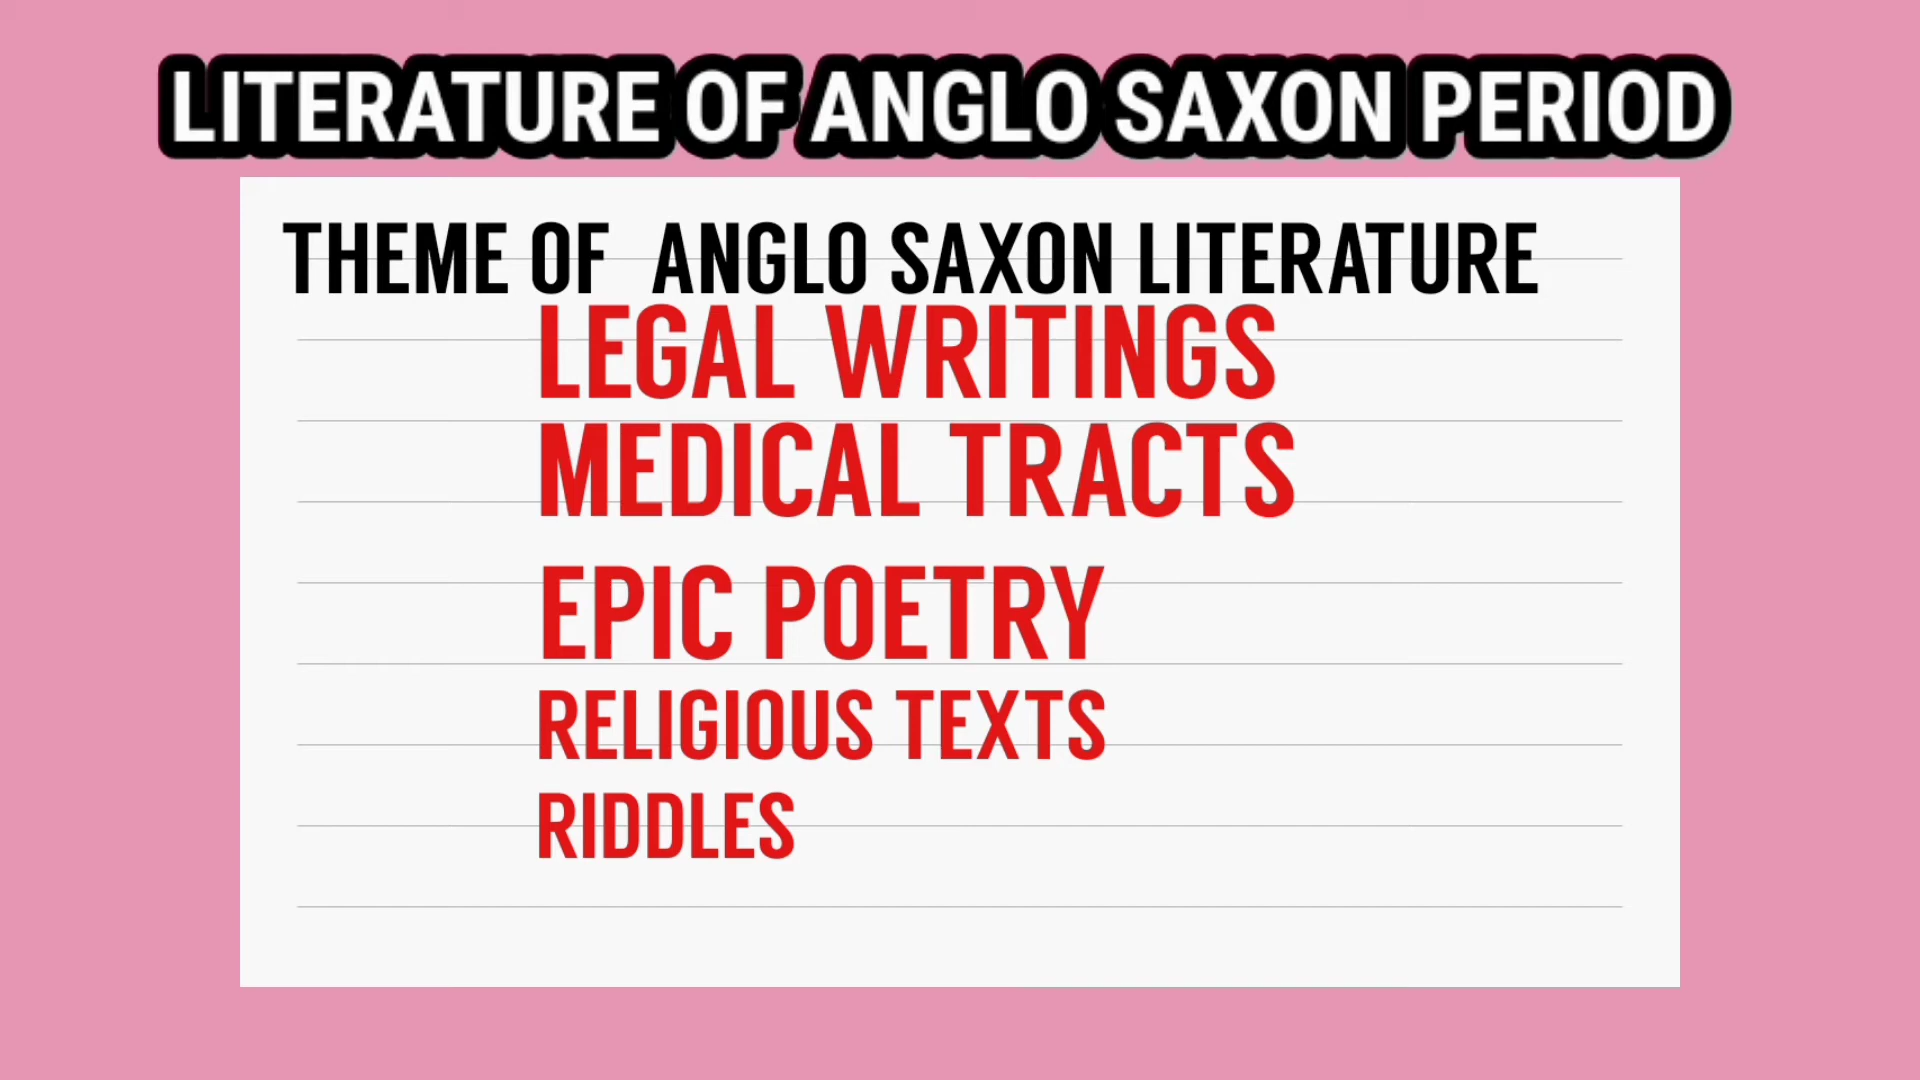 LITERATURE OF ANGLO SAXON PERIOD
THEME OF ANGLO SAXON LITERATURE
LEGAL WRITINGS
MEDICAL TRACTS
EPIC POETRY
RELIGIOUS TEXTS
RIDDLES